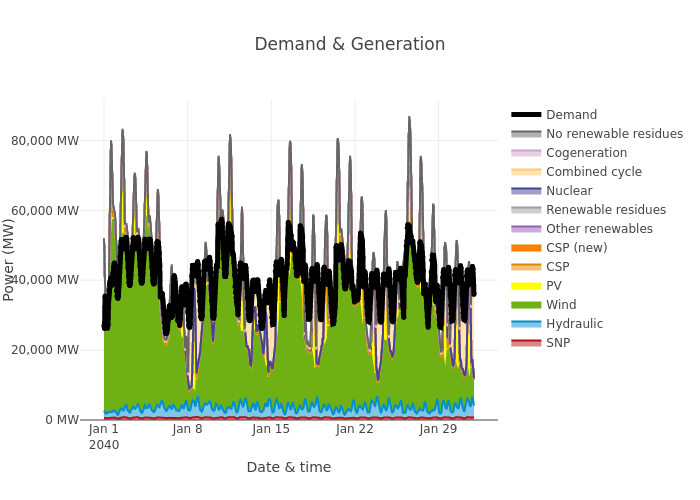 Demand & Generation
80,000 MW
60,000 MW
40,000 MW
20,000 MW
0 MW
Power (MW)
Jan 1
2040
Jan 8
Jan 15
Jan 22
Jan 29
Date & time
Demand
No renewable residues
Cogeneration
Combined cycle
Nuclear
Renewable residues
Other renewables
CSP (new)
CSP
PV
Wind
Hydraulic
SNP